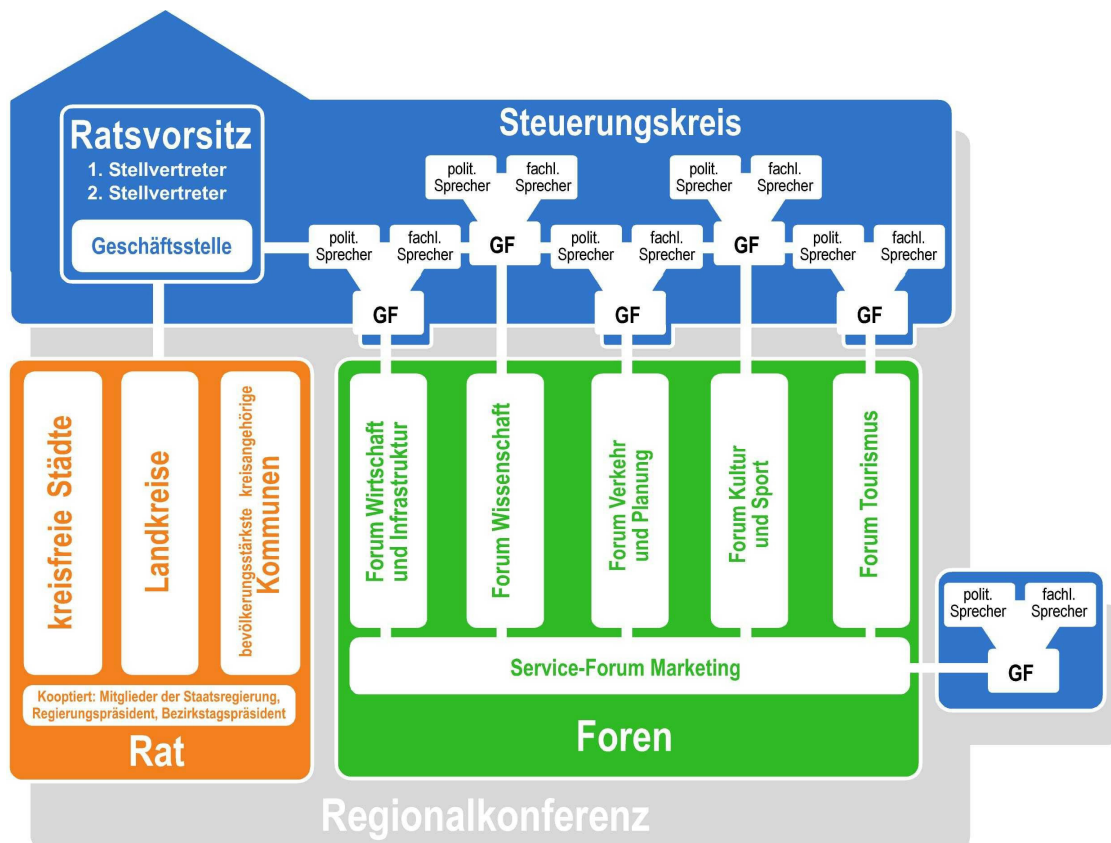 Steuerungskreis
Ratsvorsitz
1. Stellvertreter
2. Stellvertreter
Geschäftsstelle
polit.
Sprecher
fachl.
Sprecher
GF
polit.
Sprecher
fachl.
Sprecher
GF
polit.
Sprecher
fachl.
Sprecher
GF
polit.
Sprecher
fachl.
Sprecher
GF
polit.
Sprecher
fachl.
Sprecher
GF
kreisfreie Städte
Landkreise
bevölkerungsstärkste kreisangehörige
Kommunen
Kooptiert: Mitglieder der Staatsregierung,
Regierungspräsident, Bezirkstagspräsident
Rat
Forum Wirtschaft
und Infrastruktur
Forum Wissenschaft
Forum Verkehr
und Planung
Forum Kultur
und Sport
Forum Tourismus
Service-Forum Marketing
Foren
polit.
Sprecher
fachl.
Sprecher
GF
Regionalkonferenz